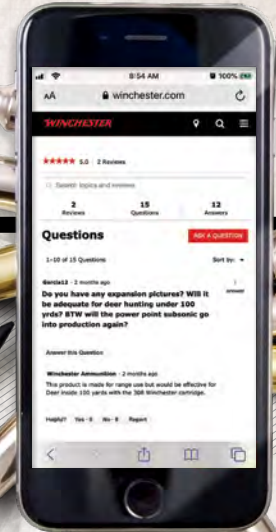 8:54 AM 100%
AA winchester.com
WINCHESTER
5.0 2 Reviews
Search topics and reviews
2 15 12
Reviews Questions Answers
Questions ASK A QUESTION
1-10 of 15 Questions Sort by:
Garcia12 · 2 months ago 1
answer
Do you have any expansion pictures? Will it
be adequate for deer hunting under 100
yrds? BTW will the power point subsonic go
into production again?
Answer this Question
Winchester Ammunition · 2 months ago
This product is made for range use but would be effective for
Deer inside 100 yards with the 308 Winchester cartridge.
Helpful? Yes · 0 No · 0 Report